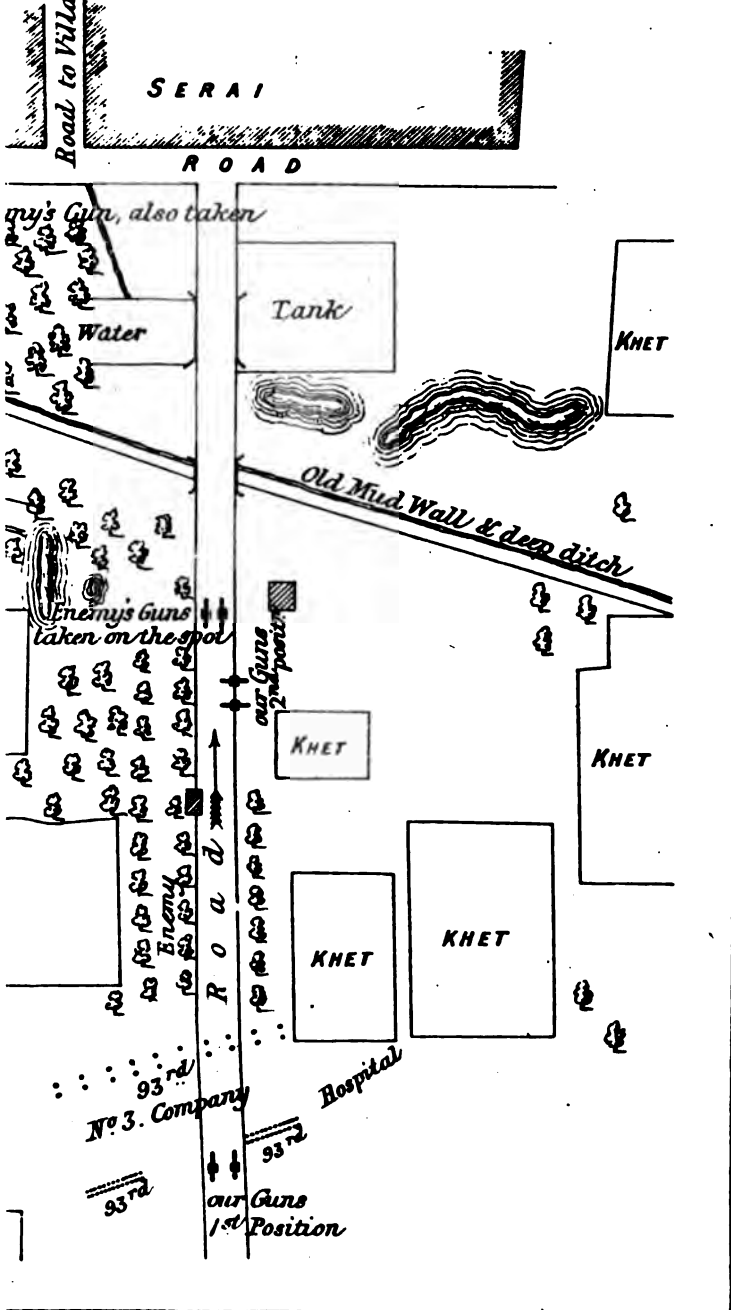 Road to Villa
SERAI
ROAD
my's Gun, also taken
Water
Tank
KHET
Old Mud Wall & deep ditch
Enemy's Guns
taken on the spot
our Guns
2nd posit.n
KHET
KHET
Enemy
Road
KHET
KHET
93rd
No 3. Company
Hospital
93rd
93rd
our Guns
1st Position